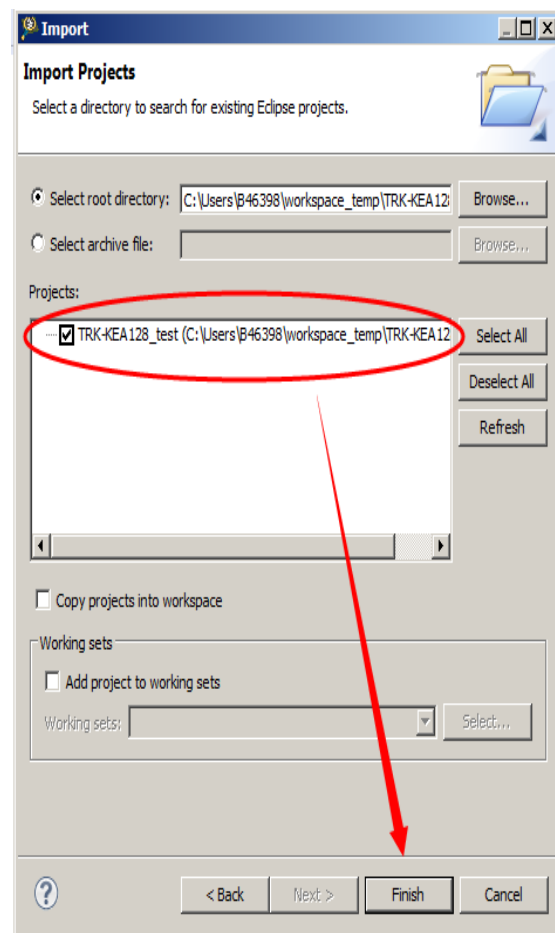 Import
Import Projects
Select a directory to search for existing Eclipse projects.
Select root directory: C:\Users\B46398\workspace_temp\TRK-KEA12 Browse...
Select archive file: Browse...
Projects:
TRK-KEA128_test (C:\Users\B46398\workspace_temp\TRK-KEA12 Select All
Deselect All
Refresh
Copy projects into workspace
Working sets
Add project to working sets
Working sets: Select...
? < Back Next > Finish Cancel